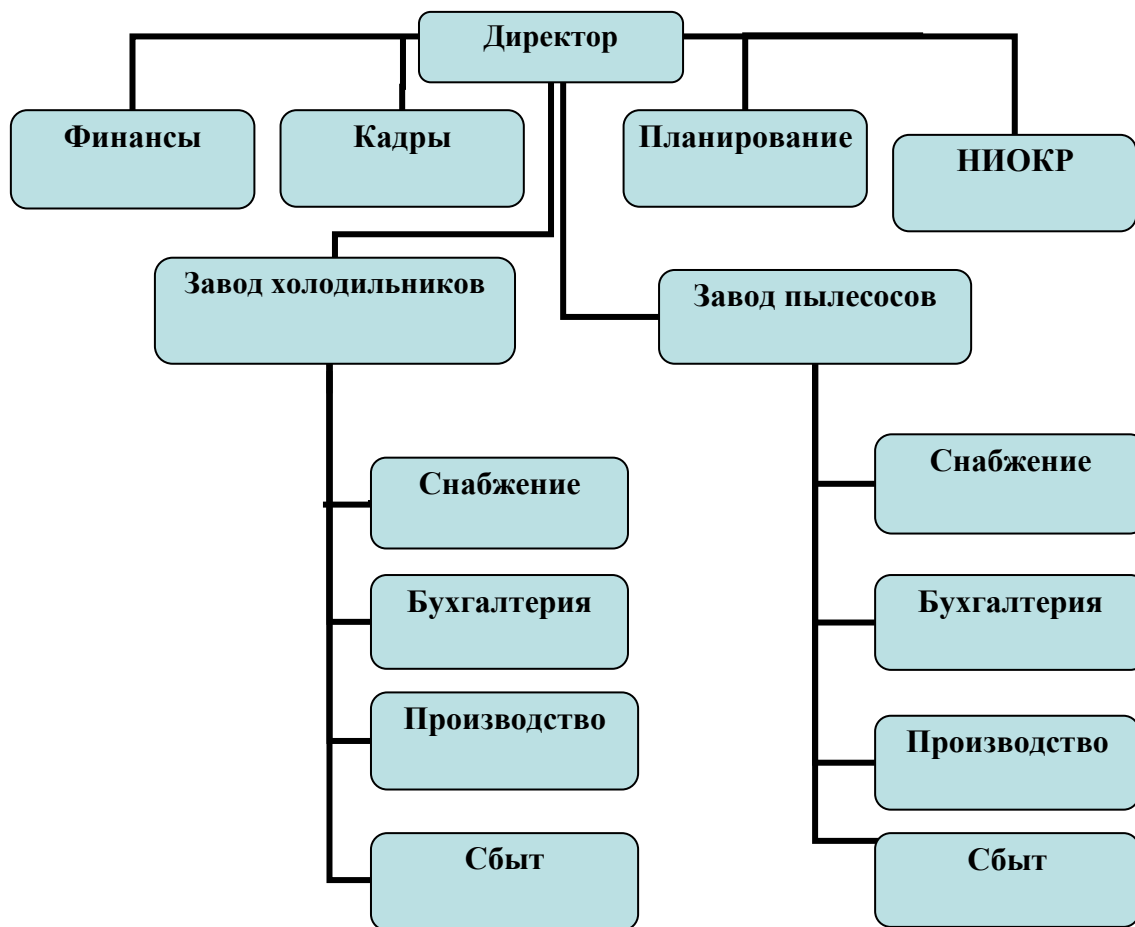 Директор
Финансы
Кадры
Планирование
НИОКР
Завод холодильников
Завод пылесосов
Снабжение
Бухгалтерия
Производство
Сбыт
Снабжение
Бухгалтерия
Производство
Сбыт